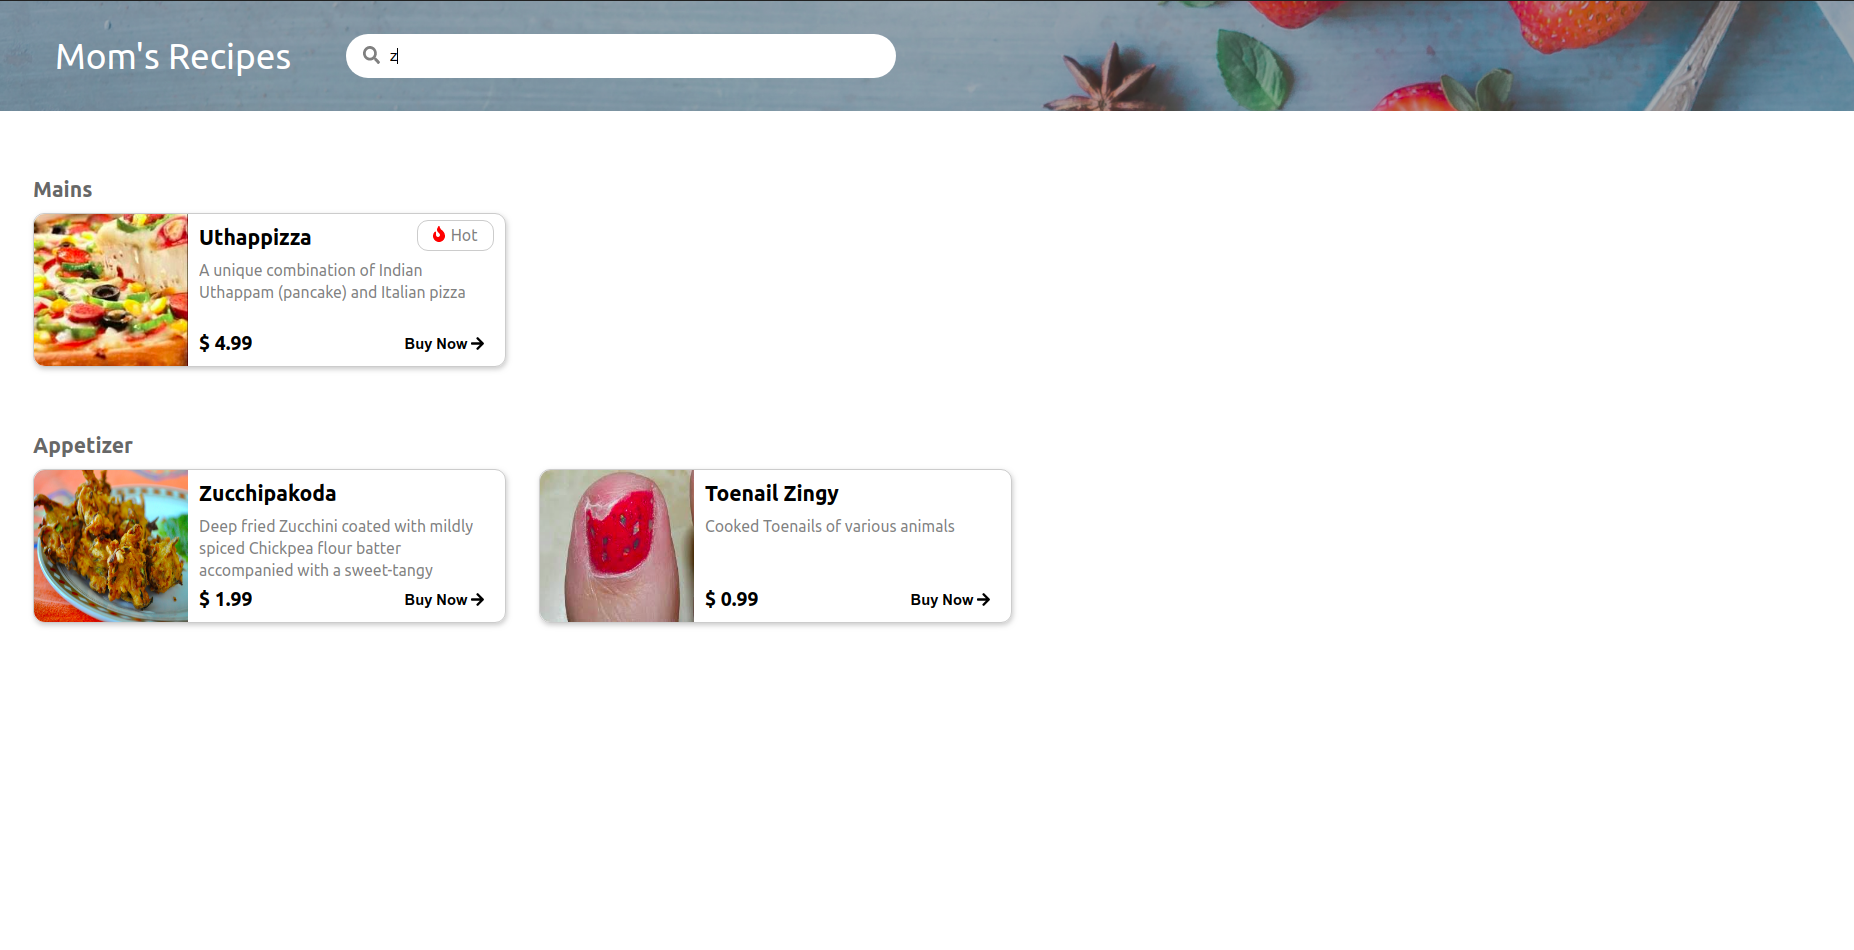 Mom's Recipes
z
Mains
Uthappizza
Hot
A unique combination of Indian
Uthappam (pancake) and Italian pizza
$ 4.99
Buy Now
Appetizer
Zucchipakoda
Deep fried Zucchini coated with mildly
spiced Chickpea flour batter
accompanied with a sweet-tangy
$ 1.99
Buy Now
Toenail Zingy
Cooked Toenails of various animals
$ 0.99
Buy Now